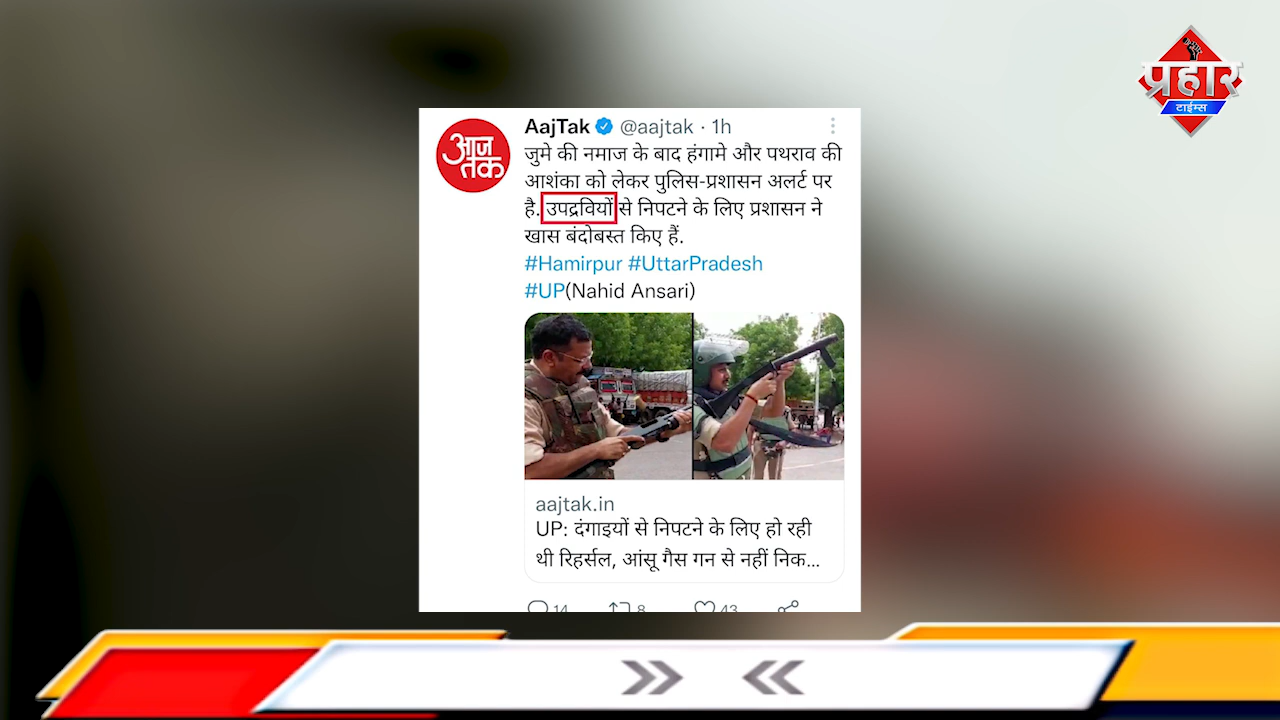 प्रहार
टाईम्स
आज
तक
AajTak @aajtak · 1h
जुमे की नमाज के बाद हंगामे और पथराव की
आशंका को लेकर पुलिस-प्रशासन अलर्ट पर
है. उपद्रवियों से निपटने के लिए प्रशासन ने
खास बंदोबस्त किए हैं.
#Hamirpur #UttarPradesh
#UP(Nahid Ansari)
aajtak.in
UP: दंगाइयों से निपटने के लिए हो रही
थी रिहर्सल, आंसू गैस गन से नहीं निक...
14 8 43